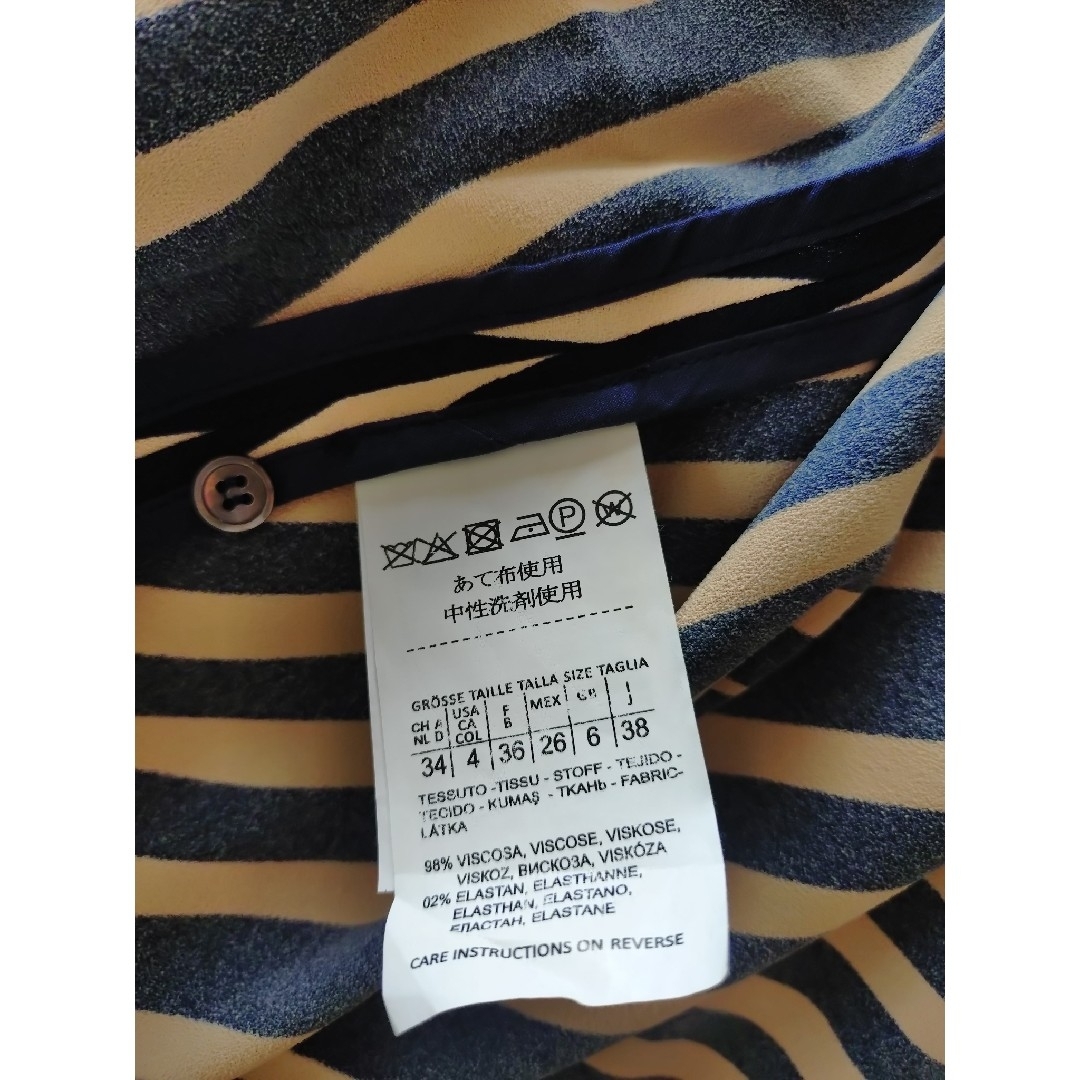 P W
あて布使用
中性洗剤使用
GRÖSSE TAILLE TALLA SIZE TAGLIA
CH A USA F MEX GB I
NL D CA B J
COL
34 4 36 26 6 38
TESSUTO -TISSU - STOFF - TEJIDO -
TECIDO - KUMAŞ - ТКАНЬ - FABRIC-
LÁTKA
98% VISCOSA, VISCOSE, VISKOSE,
VISKOZ, ВИСКОЗА, VISKÓZA
02% ELASTAN, ELASTHANNE,
ELASTHAN, ELASTANO,
ЕЛАСТАН, ELASTANE
CARE INSTRUCTIONS ON REVERSE